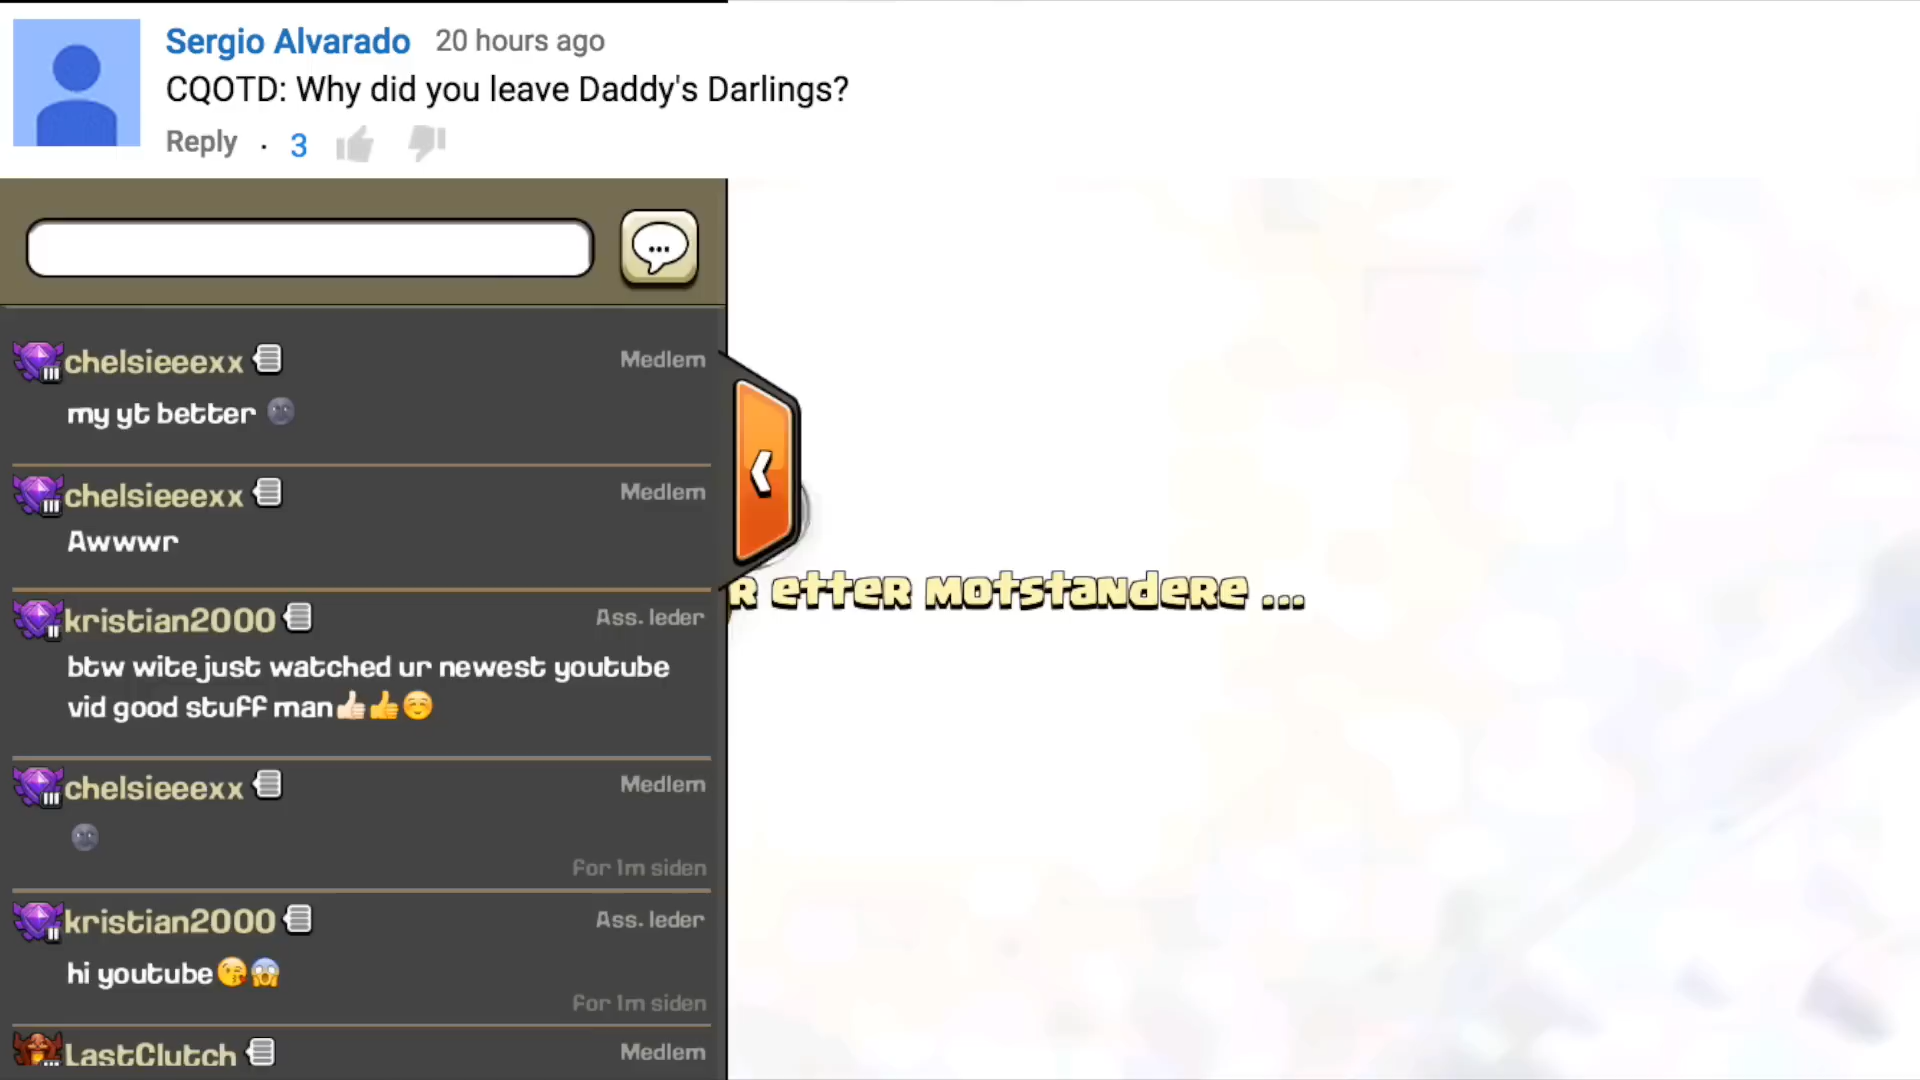 Sergio Alvarado 20 hours ago
CQOTD: Why did you leave Daddy's Darlings?
Reply · 3
chelsieeexx Medlem
my yt better
chelsieeexx Medlem
Awwwr
kristian2000 Ass. leder
btw wite just watched ur newest youtube
vid good stuff man👍🏻👍☺️
R etter motstandere ...
chelsieeexx Medlem
🌚
For 1m siden
kristian2000 Ass. leder
hi youtube😘😱
For 1m siden
LastClutch Medlem